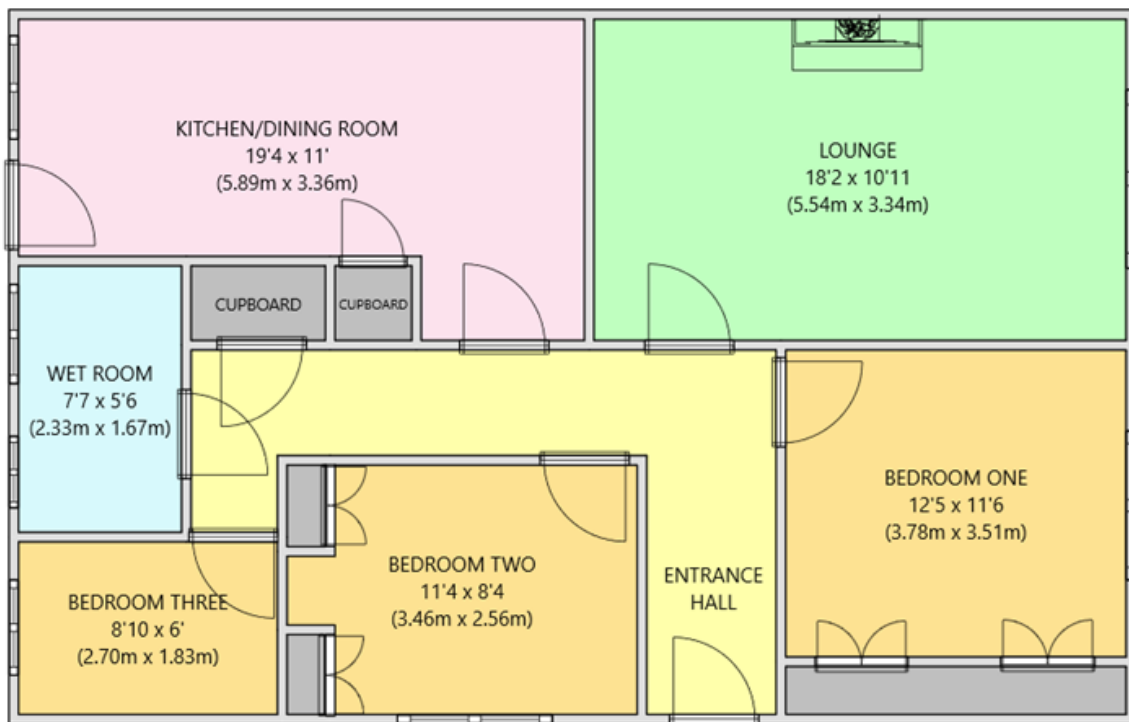 KITCHEN/DINING ROOM
19'4 x 11'
(5.89m x 3.36m)
LOUNGE
18'2 x 10'11
(5.54m x 3.34m)
CUPBOARD
CUPBOARD
WET ROOM
7'7 x 5'6
(2.33m x 1.67m)
BEDROOM ONE
12'5 x 11'6
(3.78m x 3.51m)
BEDROOM TWO
11'4 x 8'4
(3.46m x 2.56m)
ENTRANCE
HALL
BEDROOM THREE
8'10 x 6'
(2.70m x 1.83m)